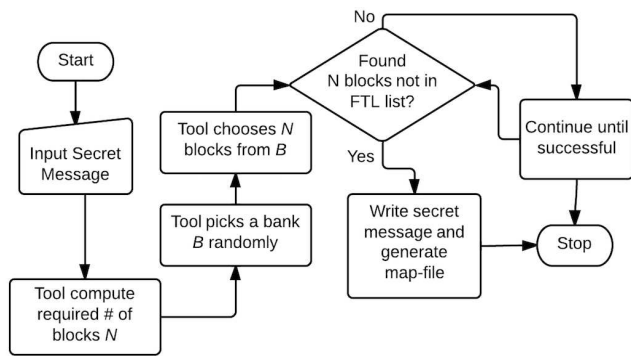 Start
Input Secret
Message
Tool compute
required # of
blocks N
Tool picks a bank
B randomly
Tool chooses N
blocks from B
Found
N blocks not in
FTL list?
No
Continue until
successful
Yes
Write secret
message and
generate
map-file
Stop